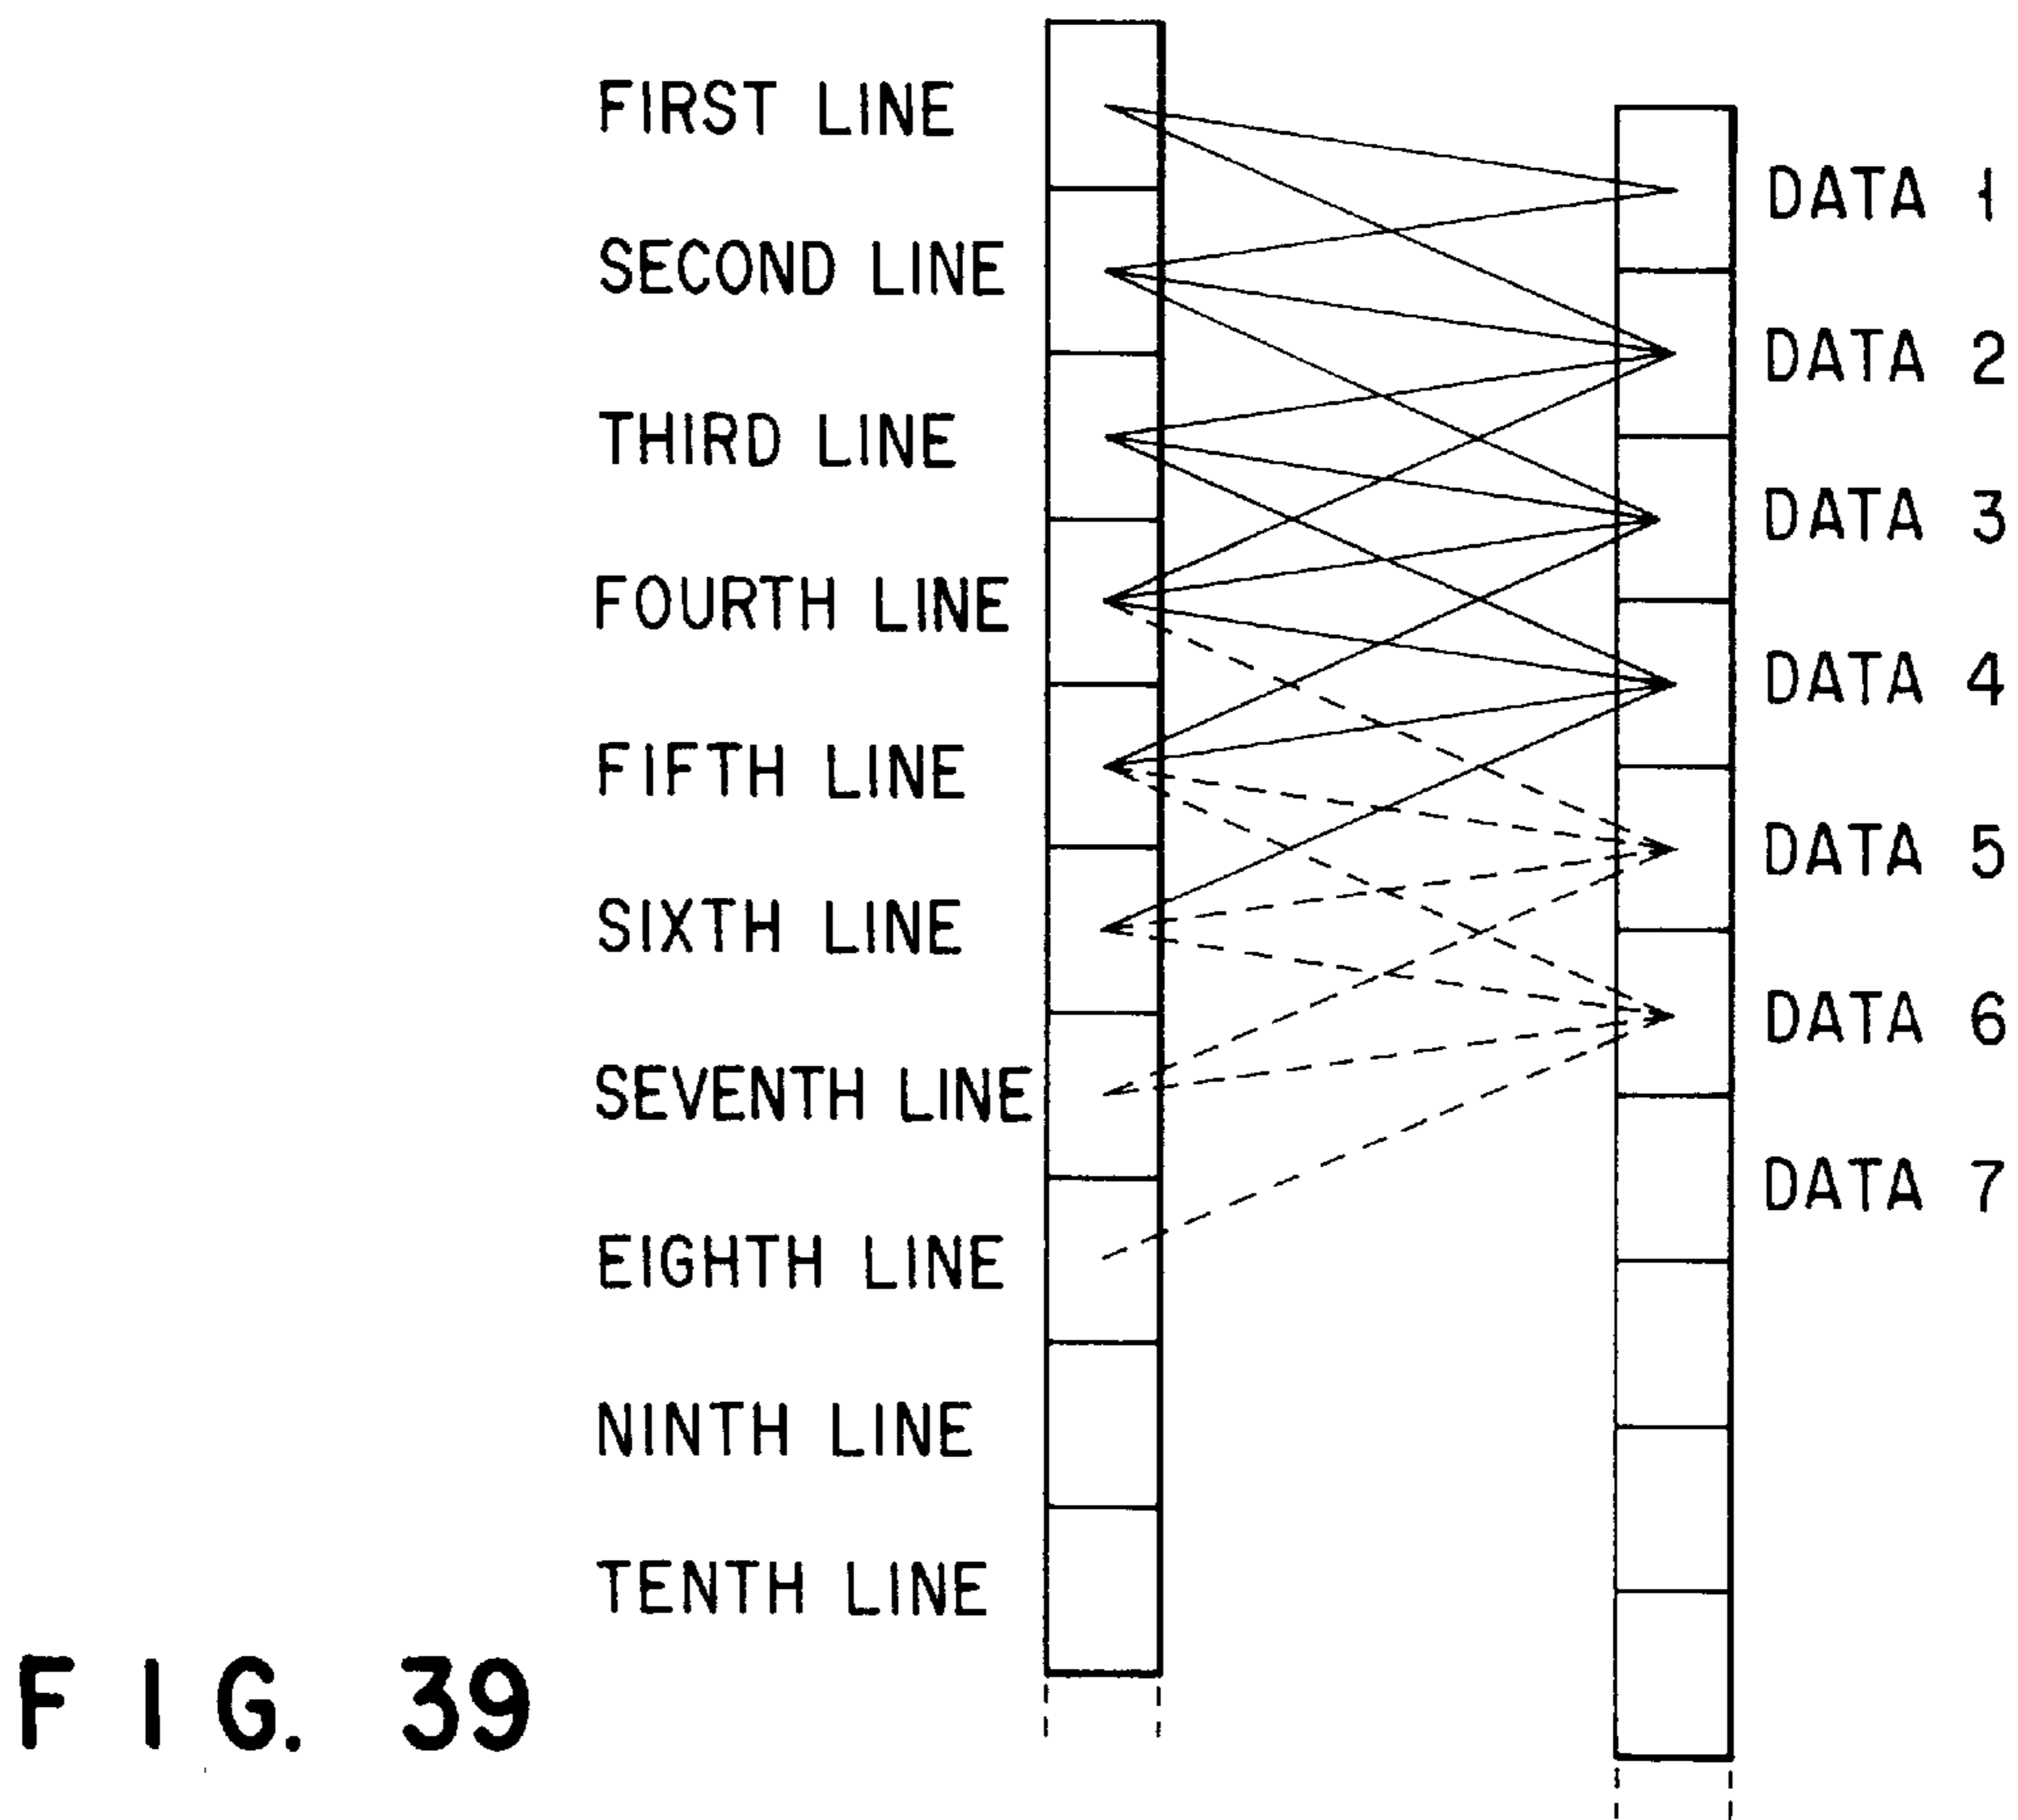 FIRST LINE
SECOND LINE
THIRD LINE
FOURTH LINE
FIFTH LINE
SIXTH LINE
SEVENTH LINE
EIGHTH LINE
NINTH LINE
TENTH LINE
DATA 1
DATA 2
DATA 3
DATA 4
DATA 5
DATA 6
DATA 7
FIG. 39